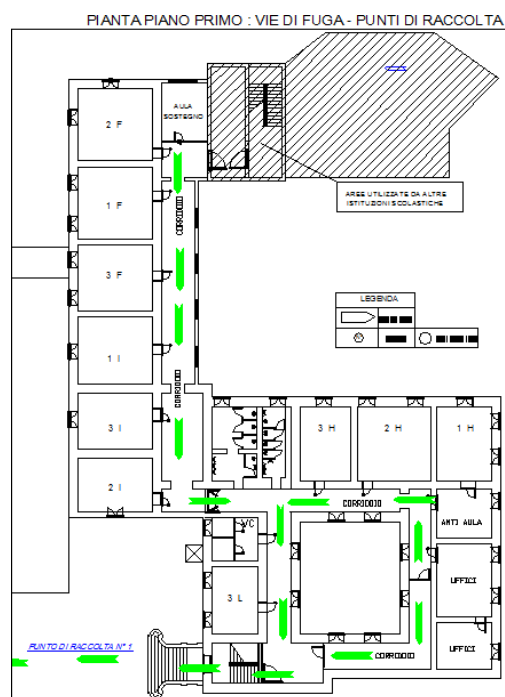 PIANTA PIANO PRIMO : VIE DI FUGA - PUNTI DI RACCOLTA
AULA
SOSTEGNO
2 F
1 F
CORRIDOIO
AREE UTILIZZATE DA ALTRE
ISTITUZIONI SCOLASTICHE
3 F
LEGENDA
1 I
CORRIDOIO
3 I
3 H
2 H
1 H
2 I
CORRIDOIO
VC
ANTI AULA
UFFICI
3 L
PUNTO DI RACCOLTA N° 1
CORRIDOIO
UFFICI